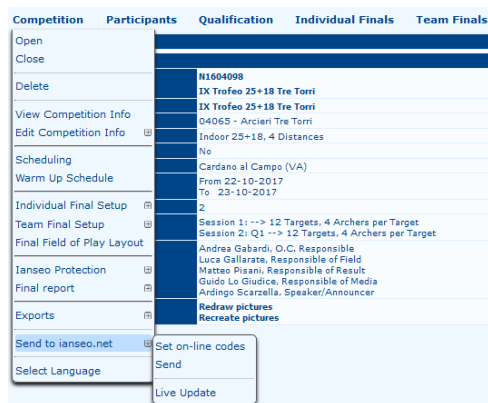 Competition Participants Qualification Individual Finals Team Finals
Open
Close
Delete
View Competition Info
Edit Competition Info
Scheduling
Warm Up Schedule
Individual Final Setup
Team Final Setup
Final Field of Play Layout
Ianseo Protection
Final report
Exports
Send to ianseo.net
Select Language
Set on-line codes
Send
Live Update
N1604098
IX Trofeo 25+18 Tre Torri
IX Trofeo 25+18 Tre Torri
04065 - Arcieri Tre Torri
Indoor 25+18, 4 Distances
No
Cardano al Campo (VA)
From 22-10-2017
To 23-10-2017
2
Session 1: --> 12 Targets, 4 Archers per Target
Session 2: Q1 --> 12 Targets, 4 Archers per Target
Andrea Gabardi, O.C. Responsible
Luca Gallarate, Responsible of Field
Matteo Pisani, Responsible of Result
Guido Lo Giudice, Responsible of Media
Ardingo Scarzella, Speaker/Announcer
Redraw pictures
Recreate pictures